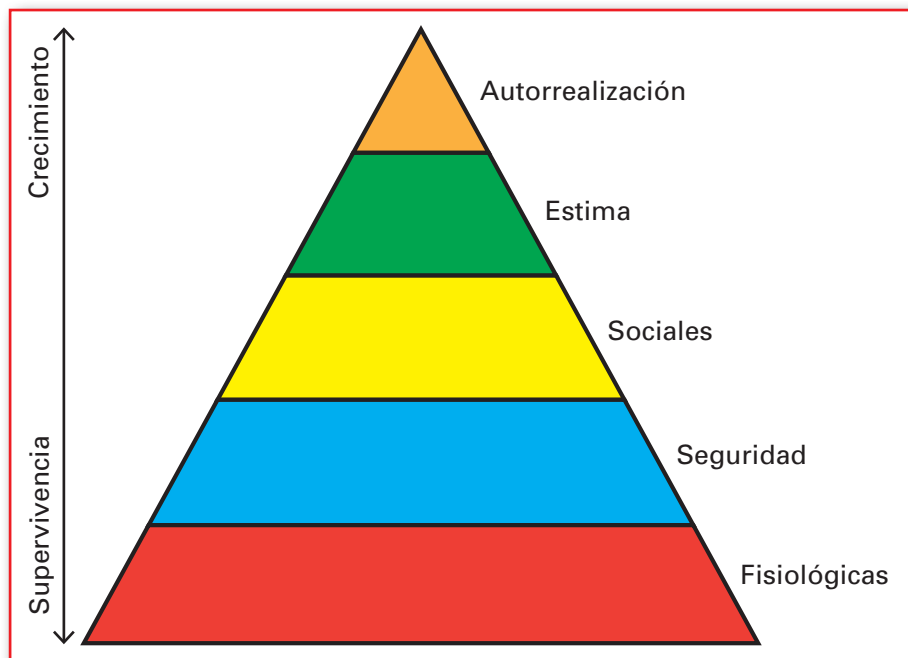 Crecimiento
Supervivencia
Autorrealización
Estima
Sociales
Seguridad
Fisiológicas